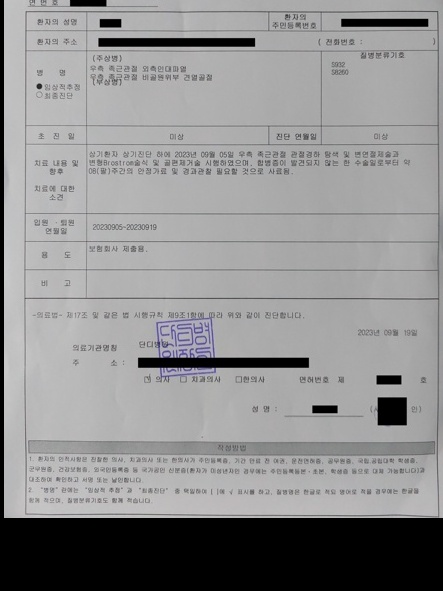 연 번 호
환자의 성명
환자의 주민등록번호
환자의 주소
( 전화번호 : )
병 명
● 임상적추정
○ 최종진단
(주상병)
우측 족근관절 외측인대파열
우측 족근관절 비골원위부 견열골절
(부상병)
질병분류기호
S932
S8260
초 진 일
미상
진단 연월일
미상
치료 내용 및 향후 치료에 대한 소견
상기환자 상기진단 하에 2023년 09월 05일 우측 족근관절 관절경하 탐색 및 변연절제술과
변형Brostrom술식 및 골편제거술 시행하였으며, 합병증이 발견되지 않는 한 수술일로부터 약
08(팔)주간의 안정가료 및 경과관찰 필요할 것으로 사료됨.
입원 · 퇴원 연월일
20230905-20230919
용 도
보험회사 제출용.
비 고
「의료법」 제17조 및 같은 법 시행규칙 제9조1항에 따라 위와 같이 진단합니다.
2023년 09월 19일
의료기관명칭 단디병원
주 소 :
의사 □ 치과의사 □한의사 면허번호 제 호
성 명 : 인)
작성방법
1. 환자의 인적사항은 진찰한 의사, 치과의사 또는 한의사가 주민등록증, 기간 만료 전 여권, 운전면허증, 공무원증, 국립.공립대학 학생증,
군무원증, 건강보험증, 외국인등록증 등 국가공인 신분증(환자가 미성년자인 경우에는 주민등록등본·초본, 학생증 등으로 대체 가능합니다)과
대조하여 확인하고 서명 또는 날인합니다.
2. "병명" 란에는 "임상적 추정" 과 "최종진단" 중 택일하여 [ ]에 √ 표시를 하고, 질병명은 한글로 적되 병어로 적을 경우에는 한글을
함께 적으며, 질병분류기호도 함께 적습니다.